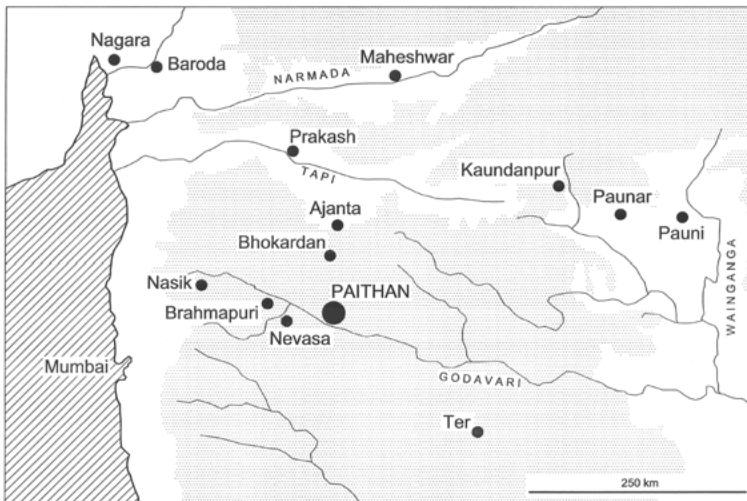 Nagara
Baroda
Maheshwar
NARMADA
Prakash
TAPI
Kaundanpur
Paunar
Pauni
Ajanta
Bhokardan
WAINGANGA
Nasik
PAITHAN
Brahmapuri
Nevasa
Mumbai
GODAVARI
Ter
250 km